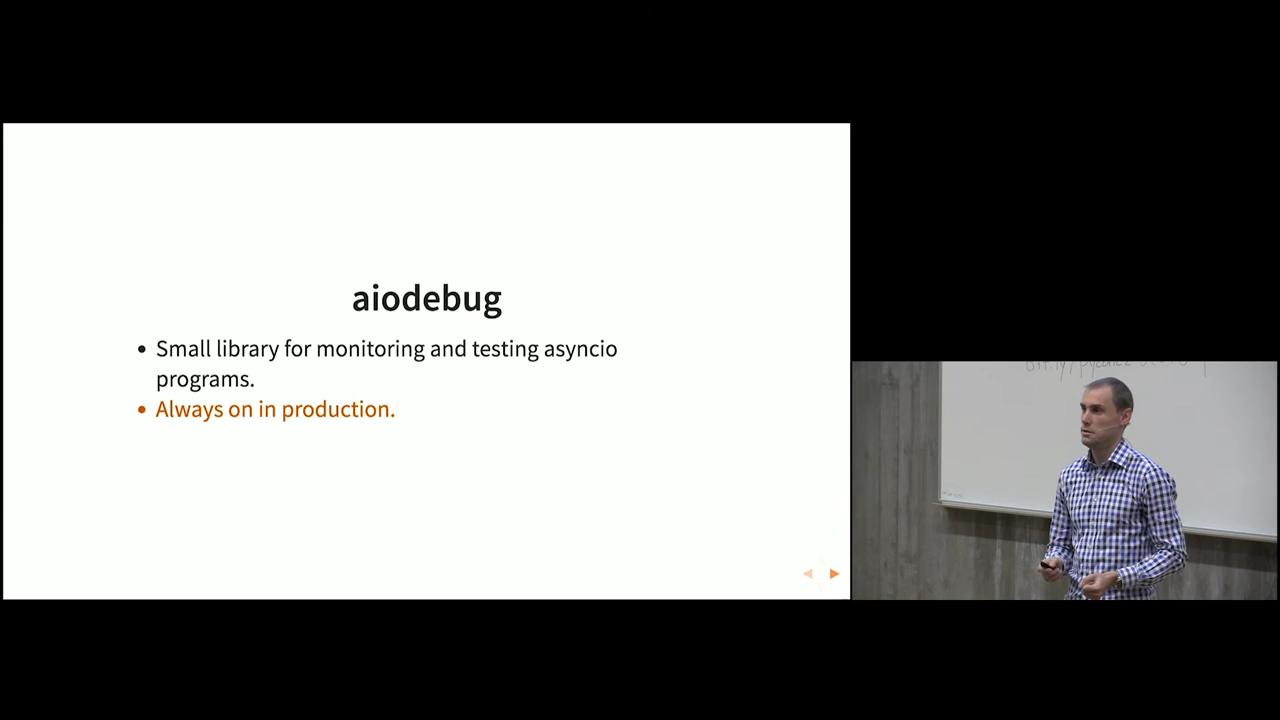 aiodebug
• Small library for monitoring and testing asyncio
programs.
• Always on in production.